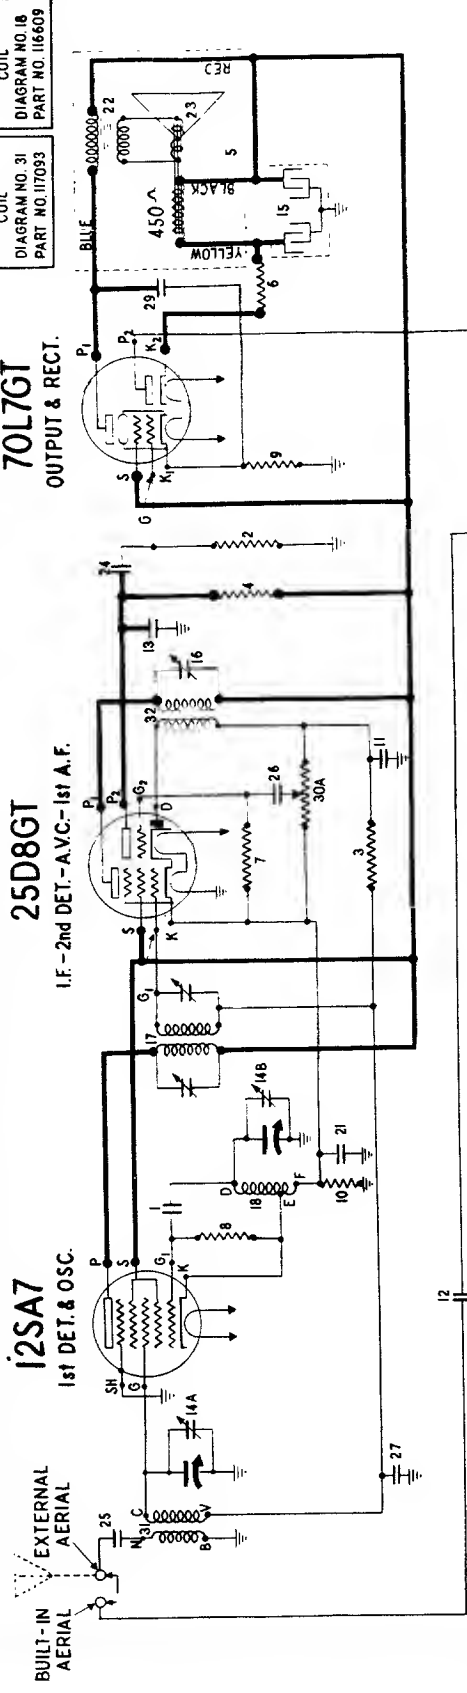 COIL
DIAGRAM NO. 31
PART NO. 117093
COIL
DIAGRAM NO. 18
PART NO. 116609
BUILT-IN
AERIAL
EXTERNAL
AERIAL
12SA7
1st DET. & OSC.
25D8GT
I.F.-2nd DET.-A.V.C.-1st A.F.
70L7GT
OUTPUT & RECT.
25
N
31
C
B
V
14A
27
SH
G
P
S
G1
K
1
8
D
18
E
F
14B
10
21
17
G1
S
K
P
P2
G2
D
7
26
30A
3
11
32
16
13
24
4
2
G
S
K1
P1
P2
K2
9
29
6
BLUE
22
450
23
YELLOW
BLACK
RED
5
15
12